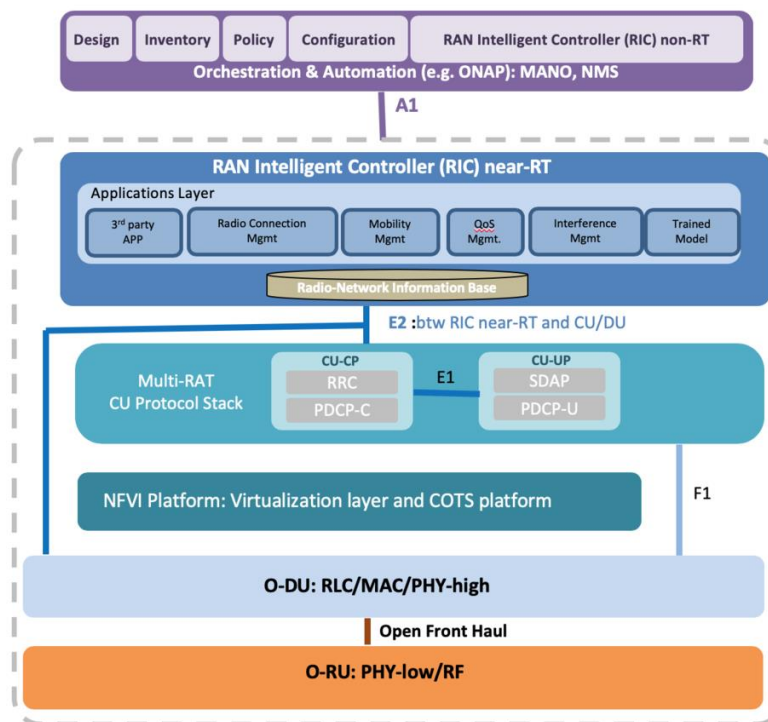 Design
Inventory
Policy
Configuration
RAN Intelligent Controller (RIC) non-RT
Orchestration & Automation (e.g. ONAP): MANO, NMS
A1
RAN Intelligent Controller (RIC) near-RT
Applications Layer
3rd party
APP
Radio Connection
Mgmt
Mobility
Mgmt
QoS
Mgmt.
Interference
Mgmt
Trained
Model
Radio-Network Information Base
E2 :btw RIC near-RT and CU/DU
Multi-RAT
CU Protocol Stack
CU-CP
RRC
PDCP-C
E1
CU-UP
SDAP
PDCP-U
NFVI Platform: Virtualization layer and COTS platform
F1
O-DU: RLC/MAC/PHY-high
Open Front Haul
O-RU: PHY-low/RF